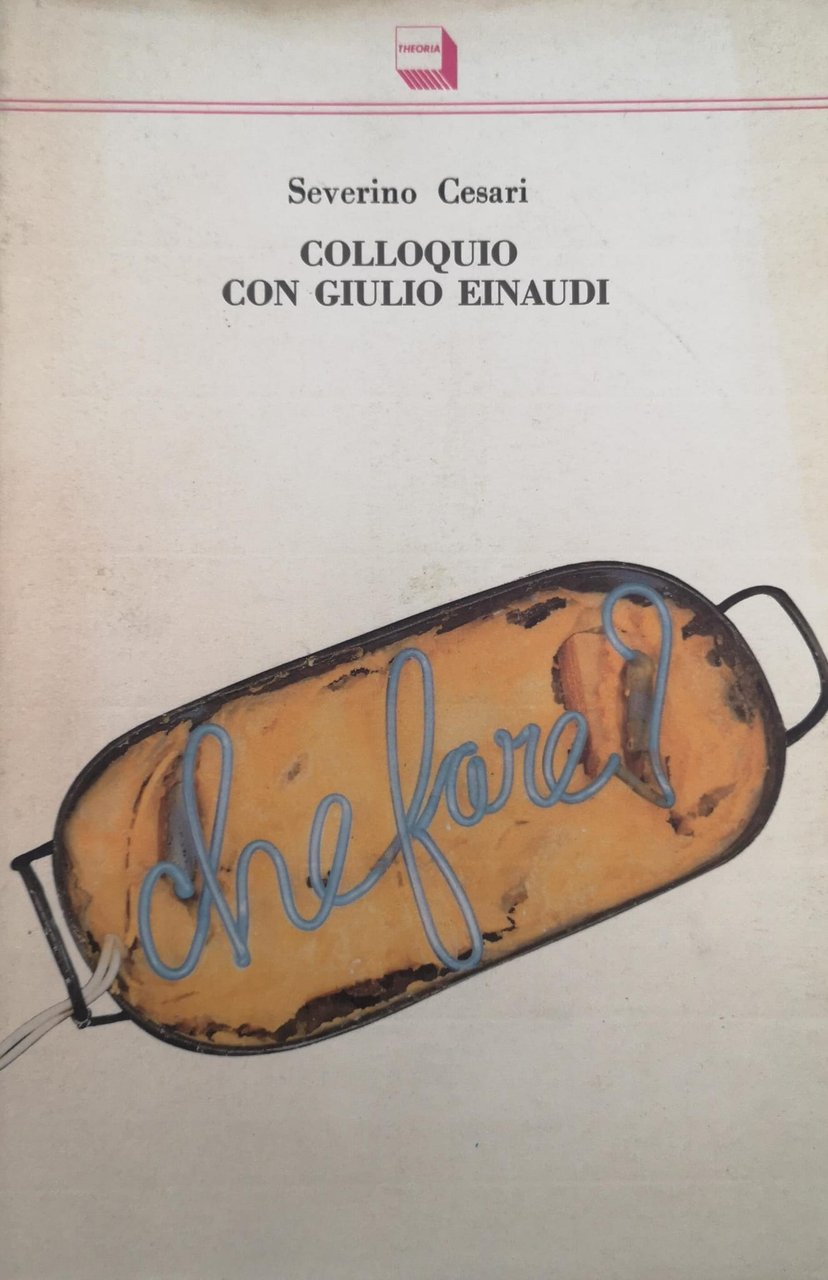 THEORIA
Severino Cesari
COLLOQUIO
CON GIULIO EINAUDI
che fare?